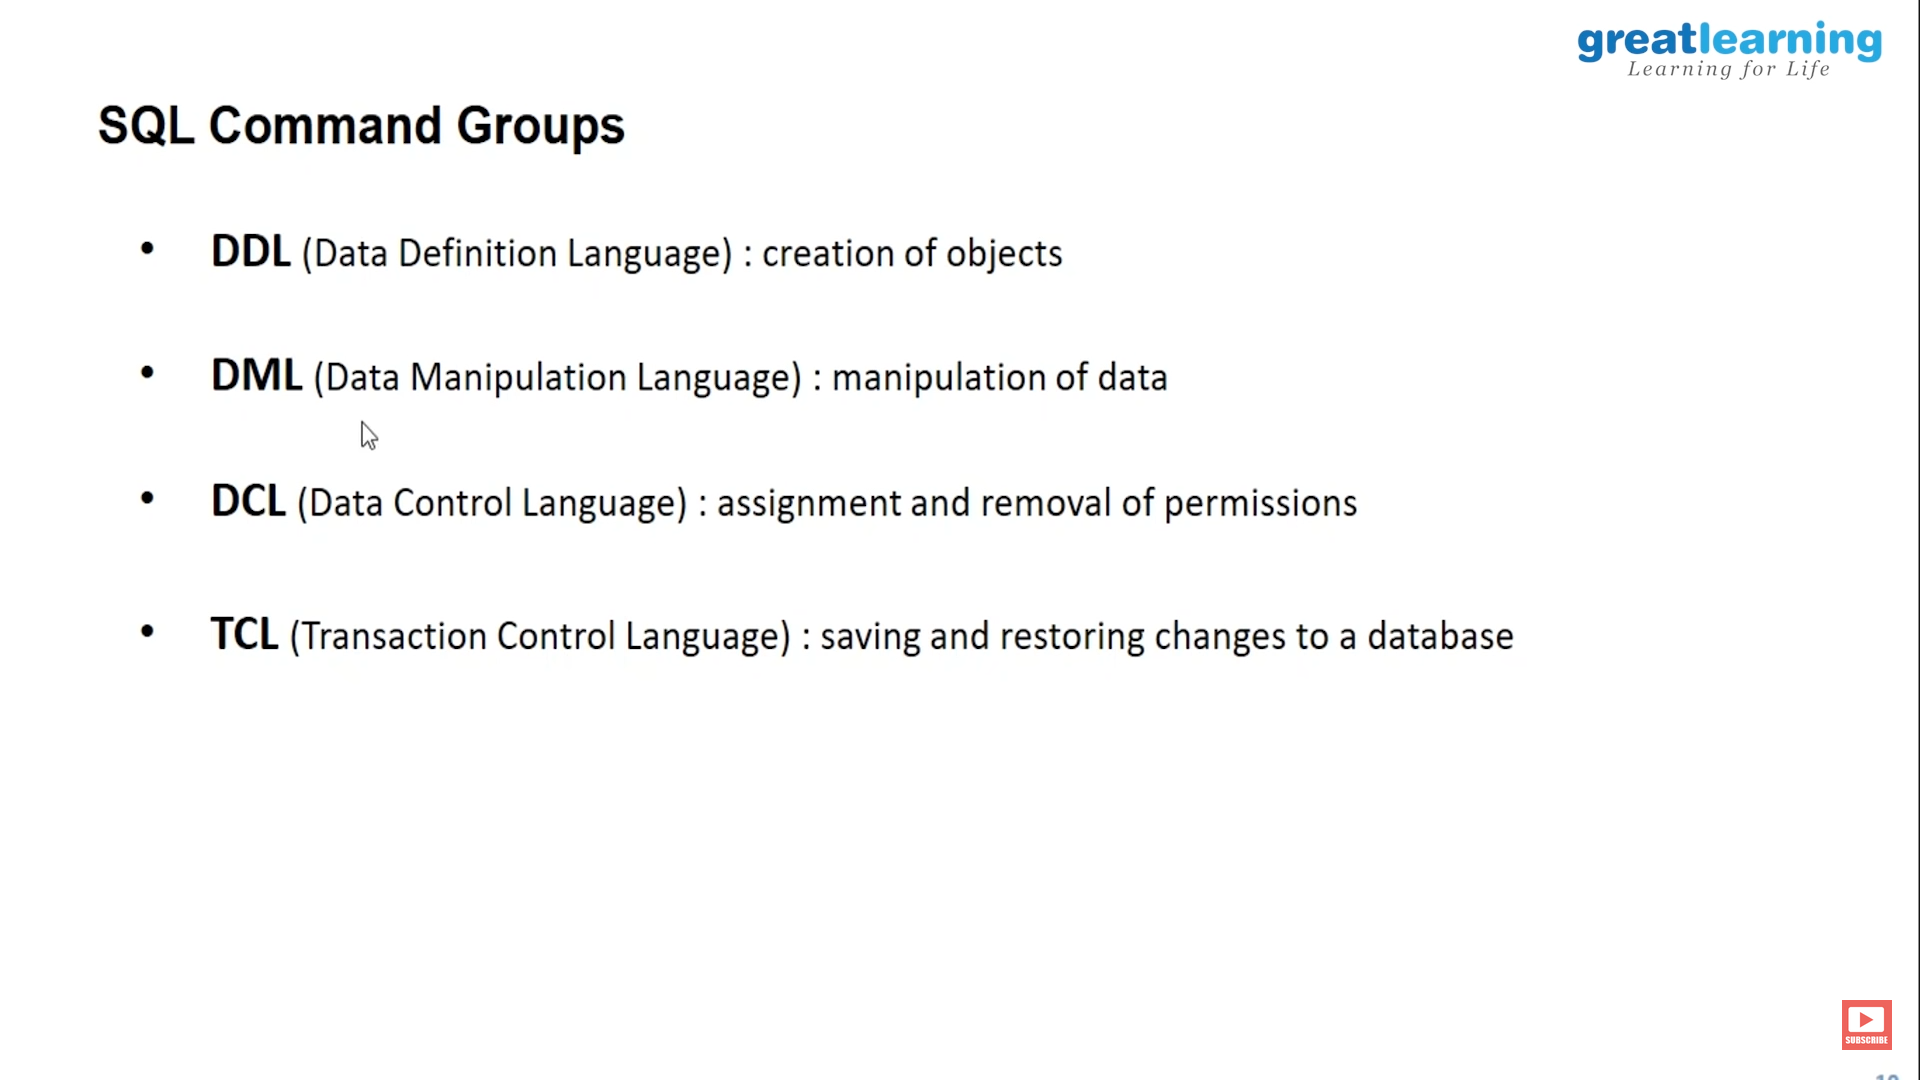 greatlearning
Learning for Life
SQL Command Groups
• DDL (Data Definition Language) : creation of objects
• DML (Data Manipulation Language) : manipulation of data
• DCL (Data Control Language) : assignment and removal of permissions
• TCL (Transaction Control Language) : saving and restoring changes to a database
SUBSCRIBE